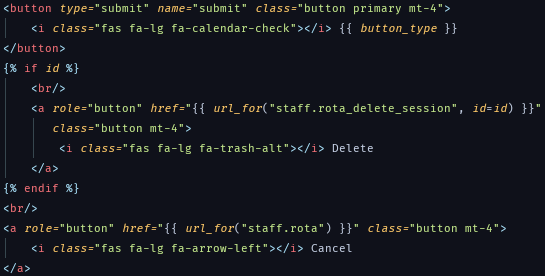 <button type="submit" name="submit" class="button primary mt-4">
<i class="fas fa-lg fa-calendar-check"></i> {{ button_type }}
</button>
{% if id %}
<br/>
<a role="button" href="{{ url_for("staff.rota_delete_session", id=id) }}"
class="button mt-4">
<i class="fas fa-lg fa-trash-alt"></i> Delete
</a>
{% endif %}
<br/>
<a role="button" href="{{ url_for("staff.rota") }}" class="button mt-4">
<i class="fas fa-lg fa-arrow-left"></i> Cancel
</a>